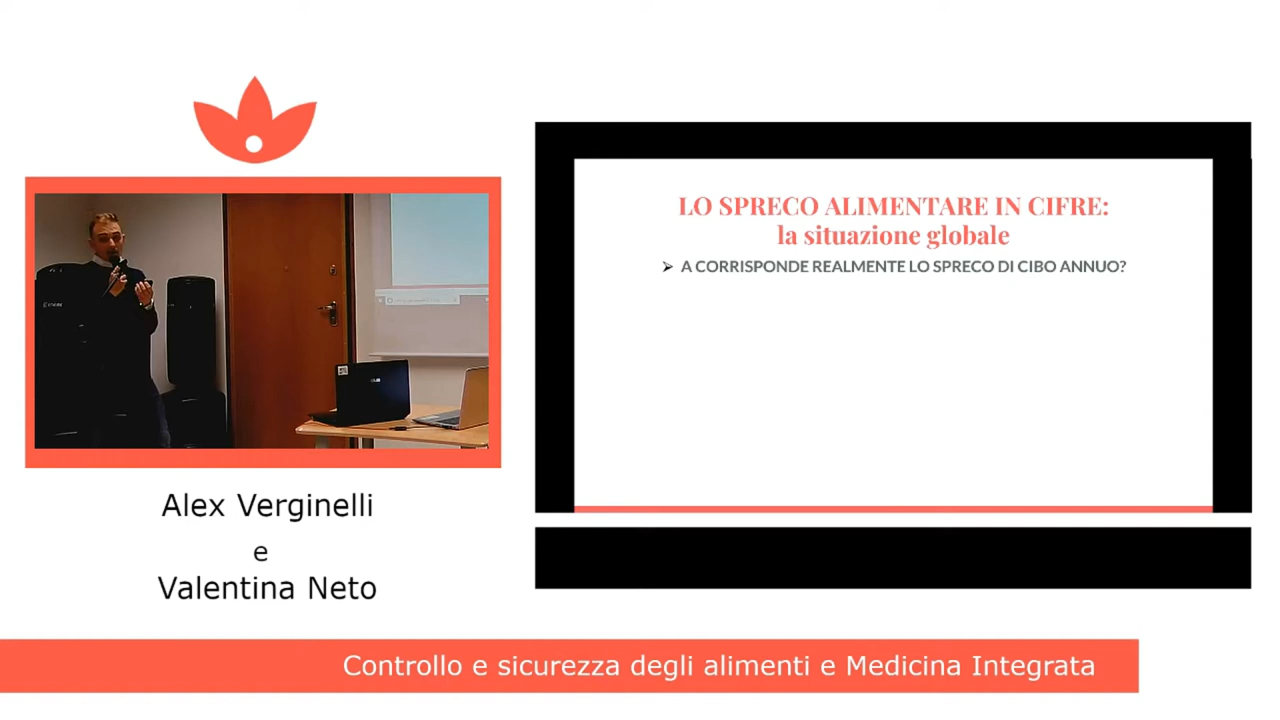 LO SPRECO ALIMENTARE IN CIFRE:
la situazione globale
➢ A CORRISPONDE REALMENTE LO SPRECO DI CIBO ANNUO?
Alex Verginelli
e
Valentina Neto
Controllo e sicurezza degli alimenti e Medicina Integrata